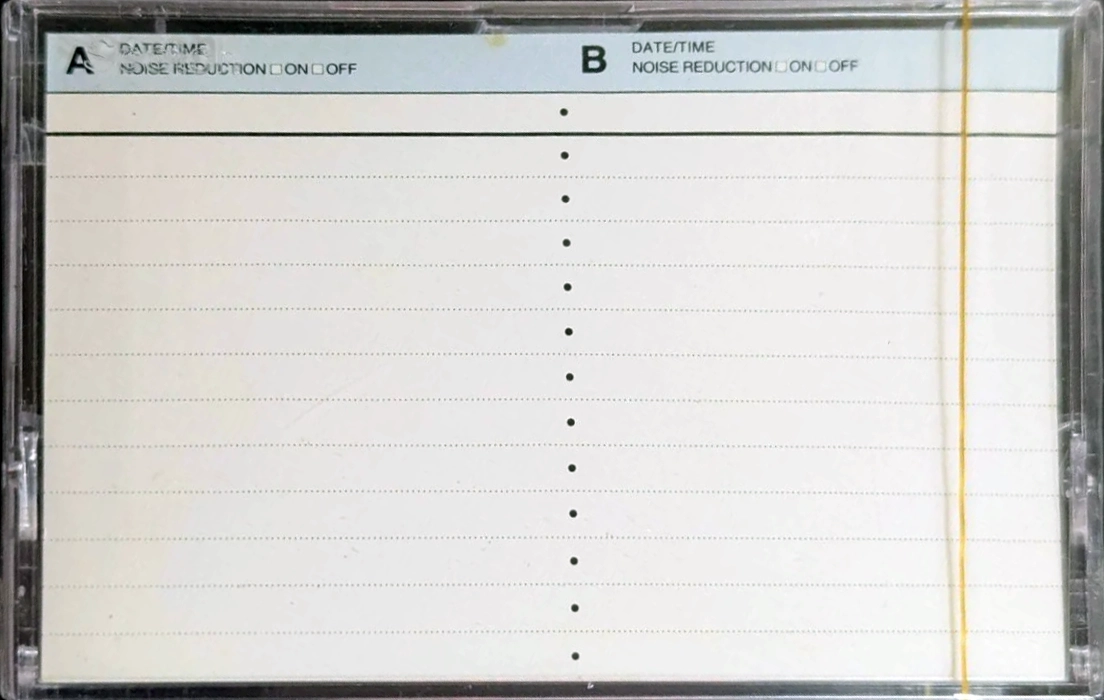 A DATE/TIME
NOISE REDUCTION □ON □OFF
B DATE/TIME
NOISE REDUCTION □ON □OFF